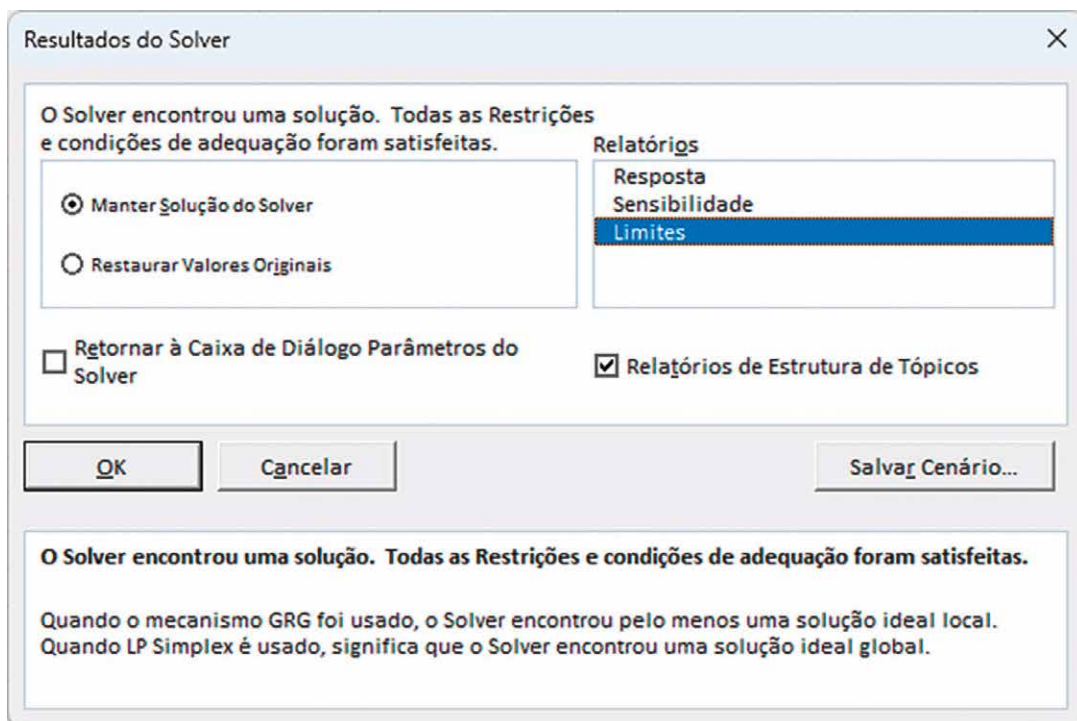 Resultados do Solver
O Solver encontrou uma solução. Todas as Restrições
e condições de adequação foram satisfeitas.
Relatórios
Manter Solução do Solver
Restaurar Valores Originais
Resposta
Sensibilidade
Limites
Retornar à Caixa de Diálogo Parâmetros do
Solver
Relatórios de Estrutura de Tópicos
OK
Cancelar
Salvar Cenário...
O Solver encontrou uma solução. Todas as Restrições e condições de adequação foram satisfeitas.
Quando o mecanismo GRG foi usado, o Solver encontrou pelo menos uma solução ideal local.
Quando LP Simplex é usado, significa que o Solver encontrou uma solução ideal global.